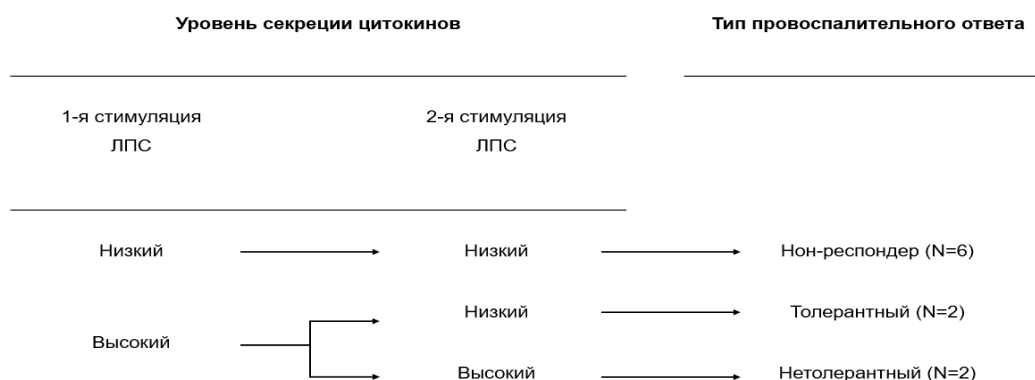 Уровень секреции цитокинов
Тип провоспалительного ответа
1-я стимуляция
ЛПС
2-я стимуляция
ЛПС
Низкий
Низкий
Нон-респондер (N=6)
Высокий
Низкий
Толерантный (N=2)
Высокий
Нетолерантный (N=2)